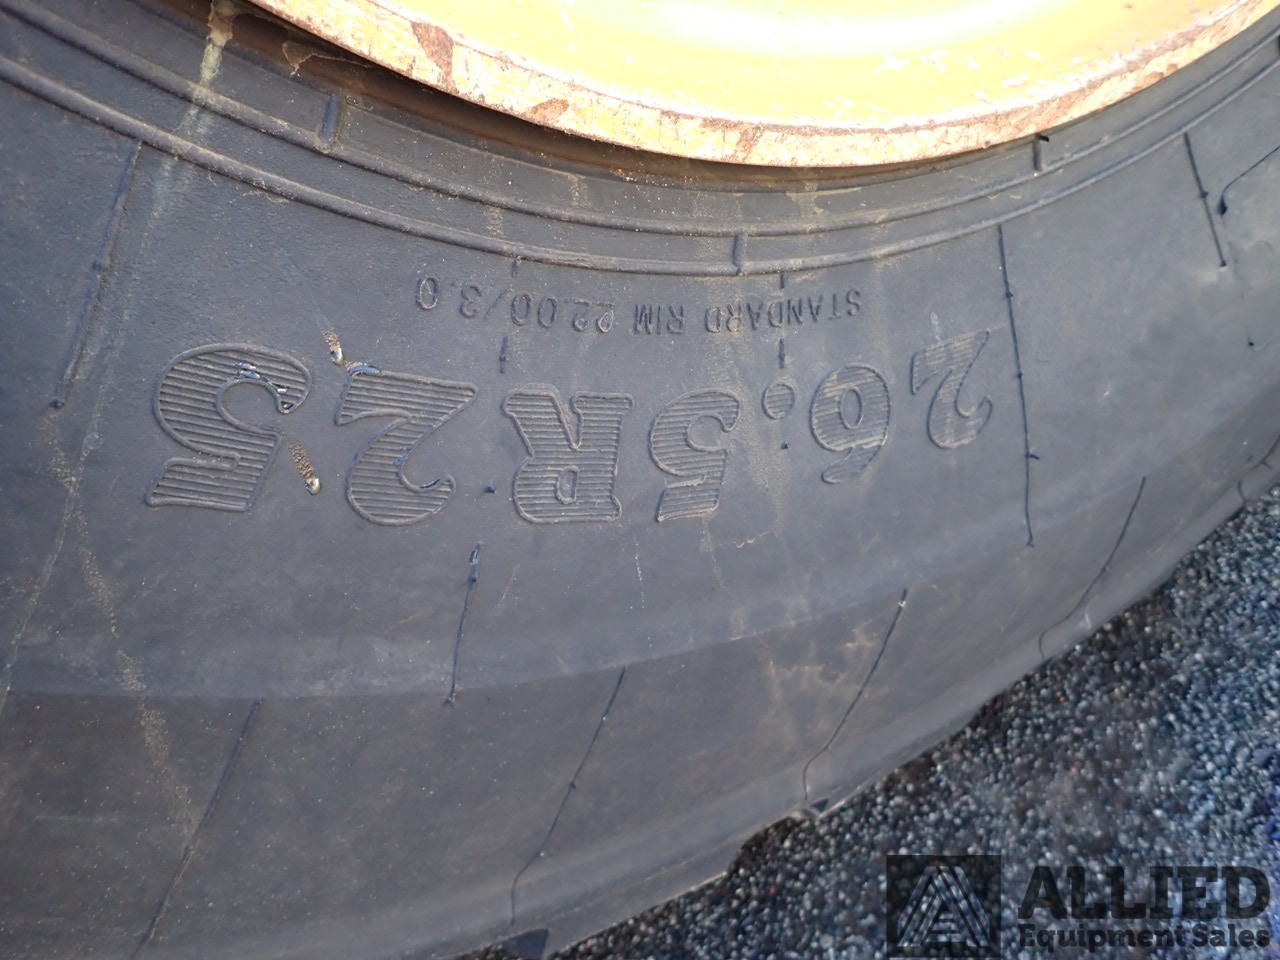 26.5R25
STANDARD RIM 22.00/3.0
ALLIED
Equipment Sales